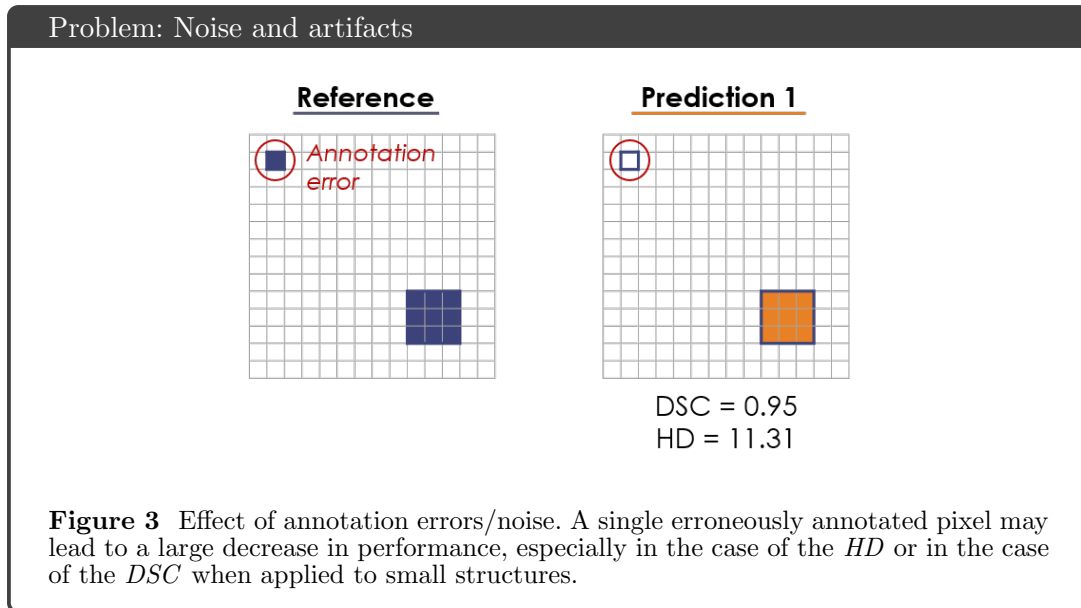 Problem: Noise and artifacts
Reference
Prediction 1
Annotation
error
DSC = 0.95
HD = 11.31
Figure 3 Effect of annotation errors/noise. A single erroneously annotated pixel may
lead to a large decrease in performance, especially in the case of the HD or in the case
of the DSC when applied to small structures.